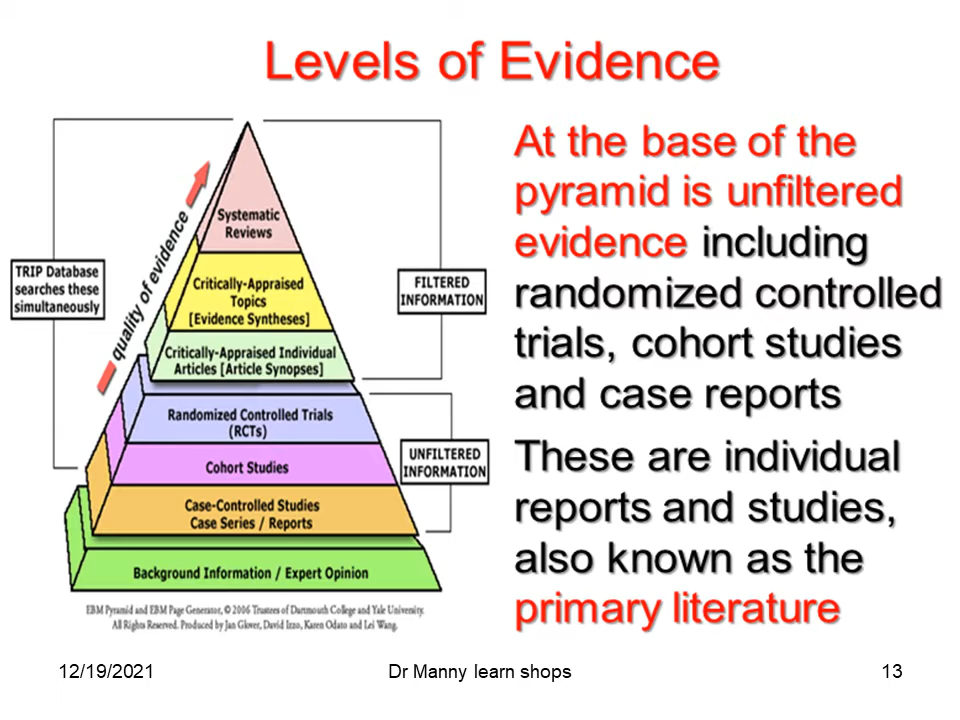 Levels of Evidence
TRIP Database
searches these
simultaneously
quality of evidence
Systematic
Reviews
Critically-Appraised
Topics
[Evidence Syntheses]
Critically-Appraised Individual
Articles [Article Synopses]
Randomized Controlled Trials
(RCTs)
Cohort Studies
Case-Controlled Studies
Case Series / Reports
Background Information / Expert Opinion
FILTERED
INFORMATION
UNFILTERED
INFORMATION
EBM Pyramid and EBM Page Generator, © 2006 Trustees of Dartmouth College and Yale University.
All Rights Reserved. Produced by Jan Glover, David Izzo, Karen Odato and Lei Wang.
At the base of the
pyramid is unfiltered
evidence including
randomized controlled
trials, cohort studies
and case reports
These are individual
reports and studies,
also known as the
primary literature
12/19/2021
Dr Manny learn shops
13